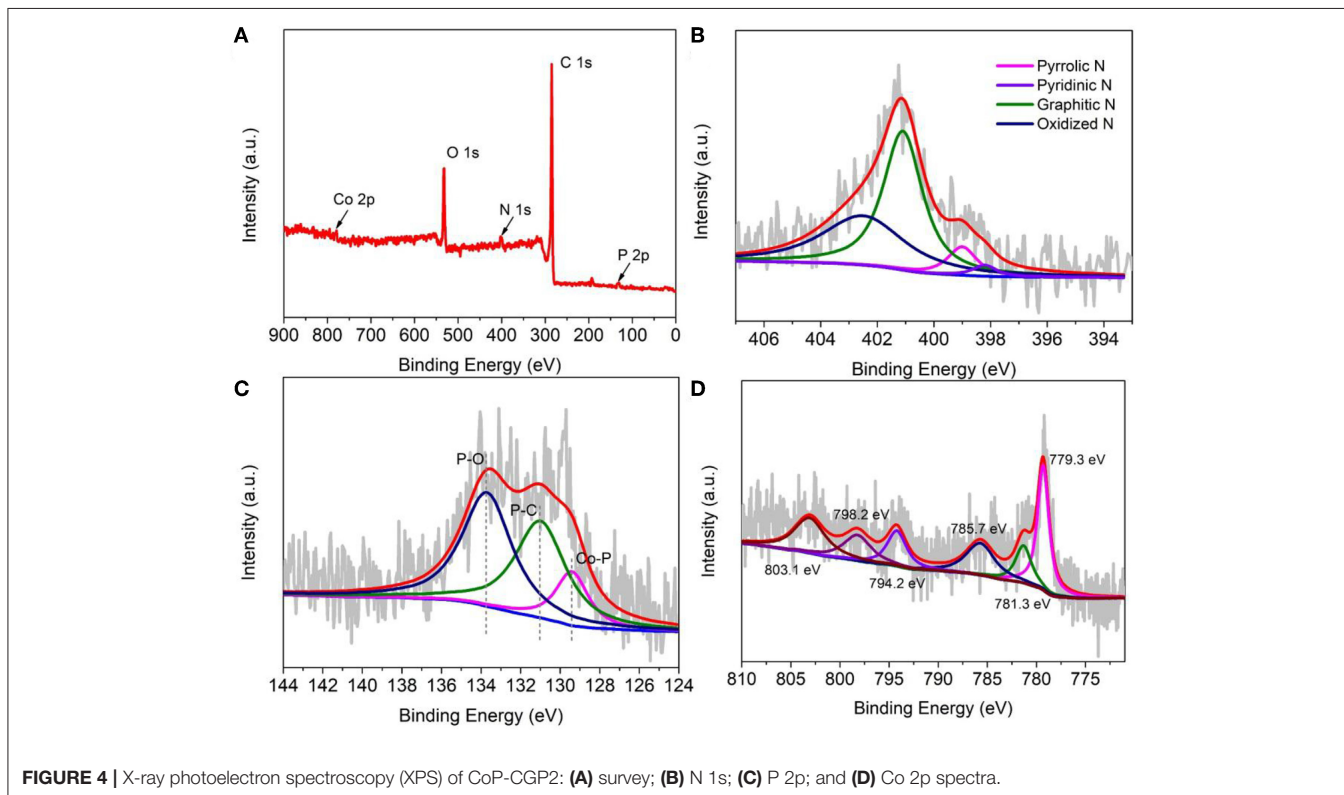 A
C 1s
O 1s
Co 2p
N 1s
P 2p
Intensity (a.u.)
900 800 700 600 500 400 300 200 100 0
Binding Energy (eV)
B
Pyrrolic N
Pyridinic N
Graphitic N
Oxidized N
Intensity (a.u.)
406 404 402 400 398 396 394
Binding Energy (eV)
C
P-O
P-C
Co-P
Intensity (a.u.)
144 142 140 138 136 134 132 130 128 126 124
Binding Energy (eV)
D
779.3 eV
798.2 eV
785.7 eV
803.1 eV
794.2 eV
781.3 eV
Intensity (a.u.)
810 805 800 795 790 785 780 775
Binding Energy (eV)
FIGURE 4 | X-ray photoelectron spectroscopy (XPS) of CoP-CGP2: (A) survey; (B) N 1s; (C) P 2p; and (D) Co 2p spectra.